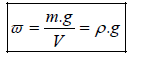 ϖ = m.g / V = ρ.g